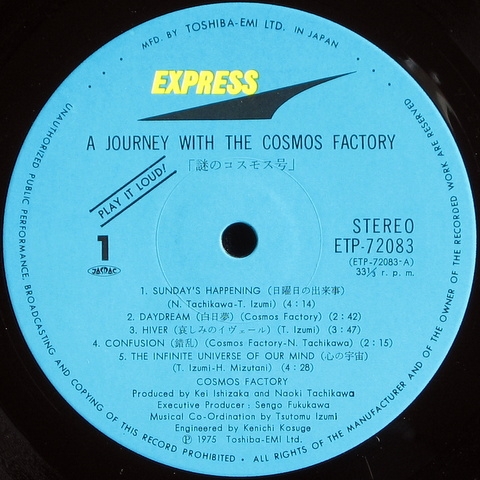 MFD. BY TOSHIBA-EMI LTD. IN JAPAN
EXPRESS
A JOURNEY WITH THE COSMOS FACTORY
「謎のコスモス号」
PLAY IT LOUD!
STEREO
ETP-72083
(ETP-72083-A)
33⅓ r. p. m.
1
JASRAC
1. SUNDAY'S HAPPENING (日曜日の出来事)
(N. Tachikawa-T. Izumi) (4:14)
2. DAYDREAM (白日夢) (Cosmos Factory) (2:42)
3. HIVER (哀しみのイヴェール) (T. Izumi) (3:47)
4. CONFUSION (錯乱) (Cosmos Factory-N. Tachikawa) (2:15)
5. THE INFINITE UNIVERSE OF OUR MIND (心の宇宙)
(T. Izumi-H. Mizutani) (4:28)
COSMOS FACTORY
Produced by Kei Ishizaka and Naoki Tachikawa
Executive Producer: Sengo Fukukawa
Musical Co-Ordination by Tsutomu Izumi
Engineered by Kenichi Kosuge
Ⓟ 1975 Toshiba-EMI Ltd.
UNAUTHORIZED PUBLIC PERFORMANCE, BROADCASTING AND COPYING OF THIS RECORD PROHIBITED • ALL RIGHTS OF THE MANUFACTURER AND OF THE OWNER OF THE RECORDED WORK ARE RESERVED